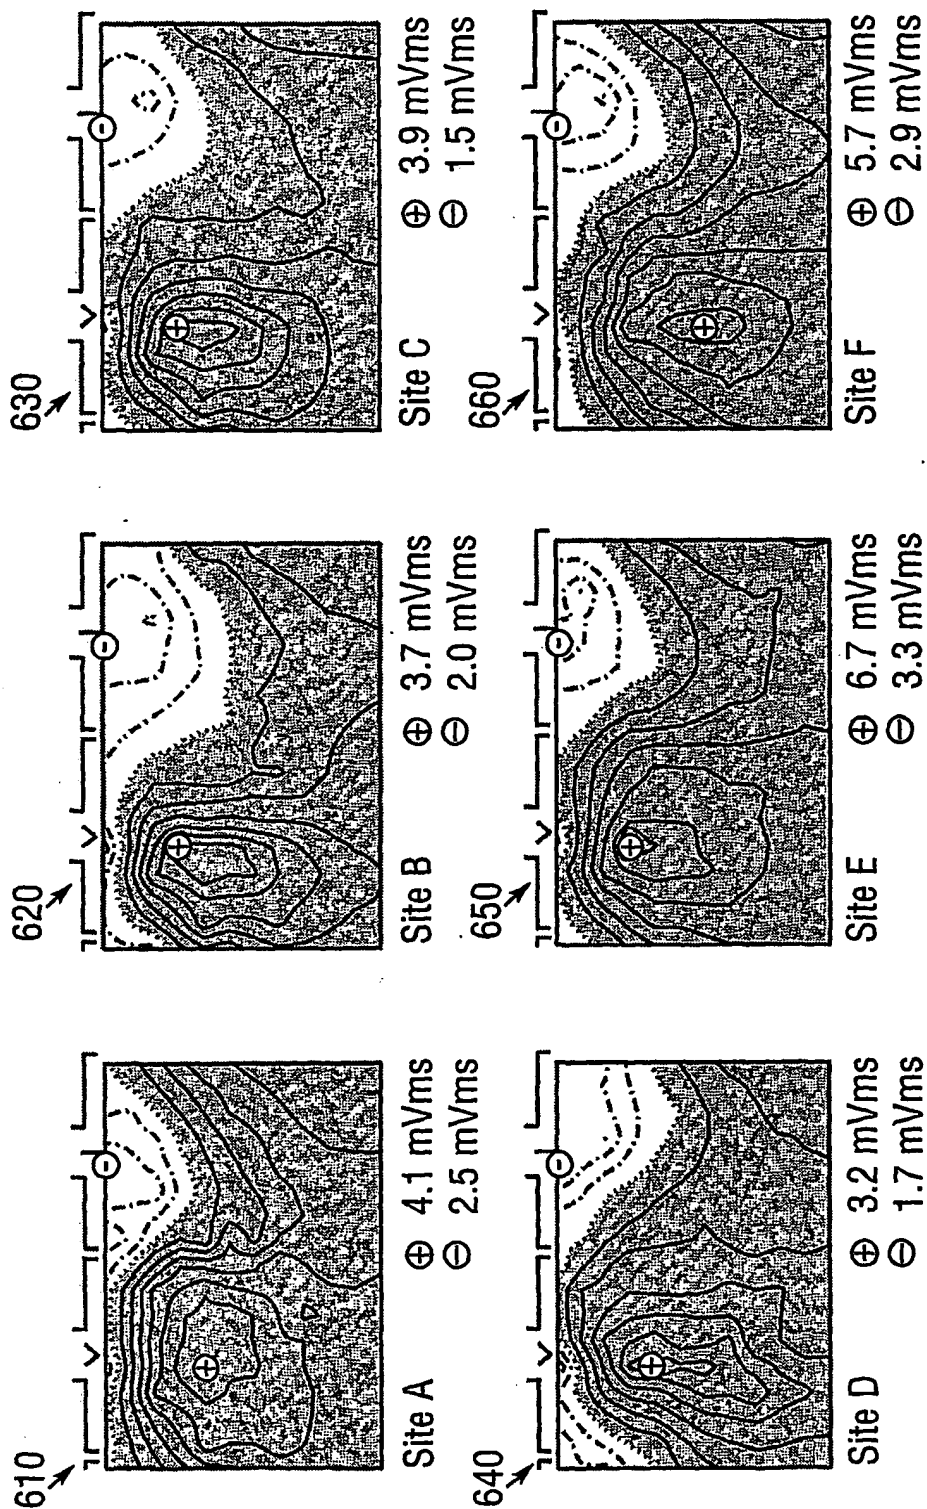 610
Site A
⊕ 4.1 mVms
⊖ 2.5 mVms
620
Site B
⊕ 3.7 mVms
⊖ 2.0 mVms
630
Site C
⊕ 3.9 mVms
⊖ 1.5 mVms
640
Site D
⊕ 3.2 mVms
⊖ 1.7 mVms
650
Site E
⊕ 6.7 mVms
⊖ 3.3 mVms
660
Site F
⊕ 5.7 mVms
⊖ 2.9 mVms